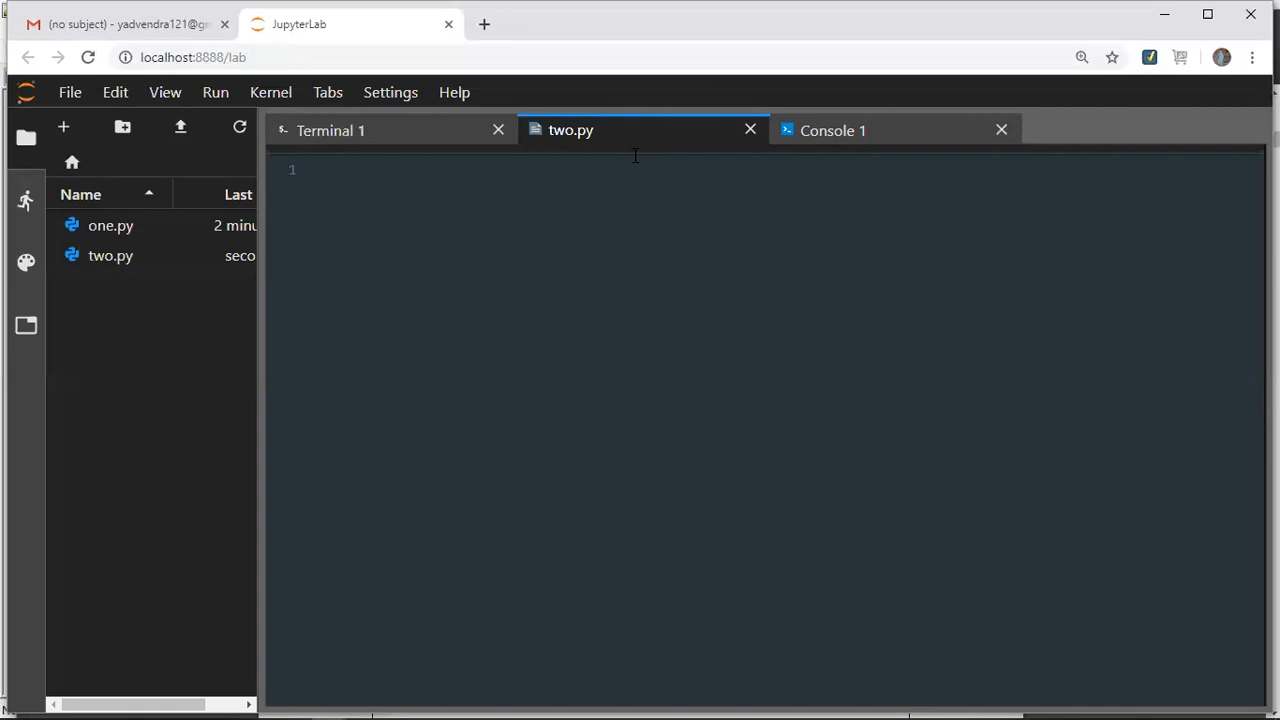 (no subject) - yadvendra121@gm
JupyterLab
localhost:8888/lab
File Edit View Run Kernel Tabs Settings Help
Terminal 1 two.py Console 1
1
Name Last
one.py 2 minu
two.py seco